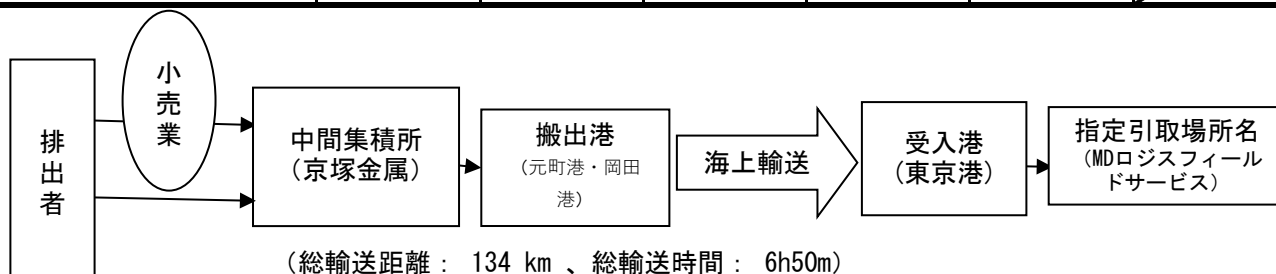 排出者
小売業
中間集積所
（京塚金属）
搬出港
（元町港・岡田
港）
海上輸送
受入港
（東京港）
指定引取場所名
（MDロジスフィール
ドサービス）
（総輸送距離： 134 km 、総輸送時間： 6h50m）